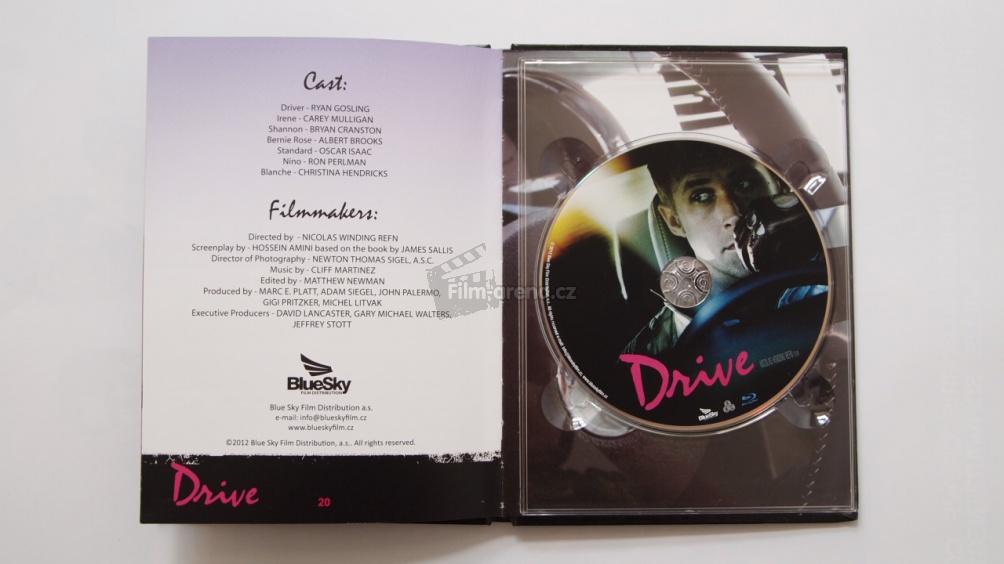 Cast:
Driver - RYAN GOSLING
Irene - CAREY MULLIGAN
Shannon - BRYAN CRANSTON
Bernie Rose - ALBERT BROOKS
Standard - OSCAR ISAAC
Nino - RON PERLMAN
Blanche - CHRISTINA HENDRICKS
Filmmakers:
Directed by - NICOLAS WINDING REFN
Screenplay by - HOSSEIN AMINI based on the book by JAMES SALLIS
Director of Photography - NEWTON THOMAS SIGEL, A.S.C.
Music by - CLIFF MARTINEZ
Edited by - MATTHEW NEWMAN
Produced by - MARC E. PLATT, ADAM SIEGEL, JOHN PALERMO,
GIGI PRITZKER, MICHEL LITVAK
Executive Producers - DAVID LANCASTER, GARY MICHAEL WALTERS,
JEFFREY STOTT
BlueSky
FILM DISTRIBUTION
Blue Sky Film Distribution a.s.
e-mail: info@blueskyfilm.cz
www.blueskyfilm.cz
©2012 Blue Sky Film Distribution, a.s.. All rights reserved.
Drive
20
Film-arena.cz
Drive
BlueSky